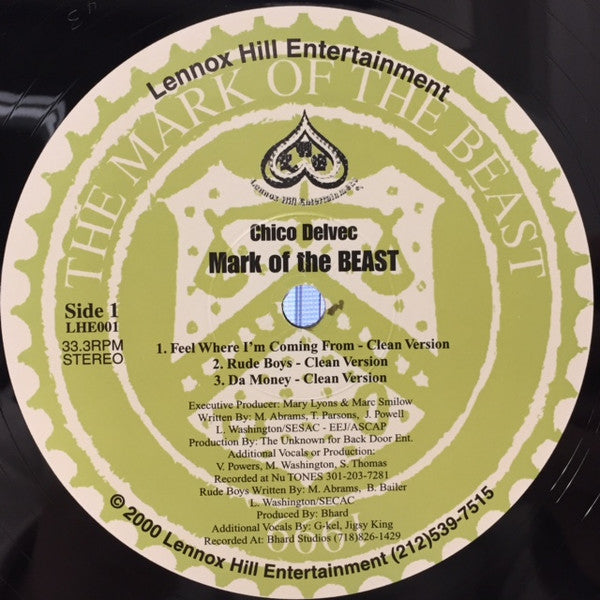 Lennox Hill Entertainment
THE MARK OF THE BEAST
Lennox Hill Entertainment
Chico Delvec
Mark of the BEAST
Side 1
LHE001
33.3RPM
STEREO
1. Feel Where I'm Coming From - Clean Version
2. Rude Boys - Clean Version
3. Da Money - Clean Version
Executive Producer: Mary Lyons & Marc Smilow
Written By: M. Abrams, T. Parsons, J. Powell
L. Washington/SESAC - EEJ/ASCAP
Production By: The Unknown for Back Door Ent.
Additional Vocals or Production:
V. Powers, M. Washington, S. Thomas
Recorded at Nu TONES 301-203-7281
Rude Boys Written By: M. Abrams, B. Bailer
L. Washington/SECAC
Produced By: Bhard
Additional Vocals By: G-kel, Jigsy King
Recorded At: Bhard Studios (718)826-1429
© 2000 Lennox Hill Entertainment (212)539-7515